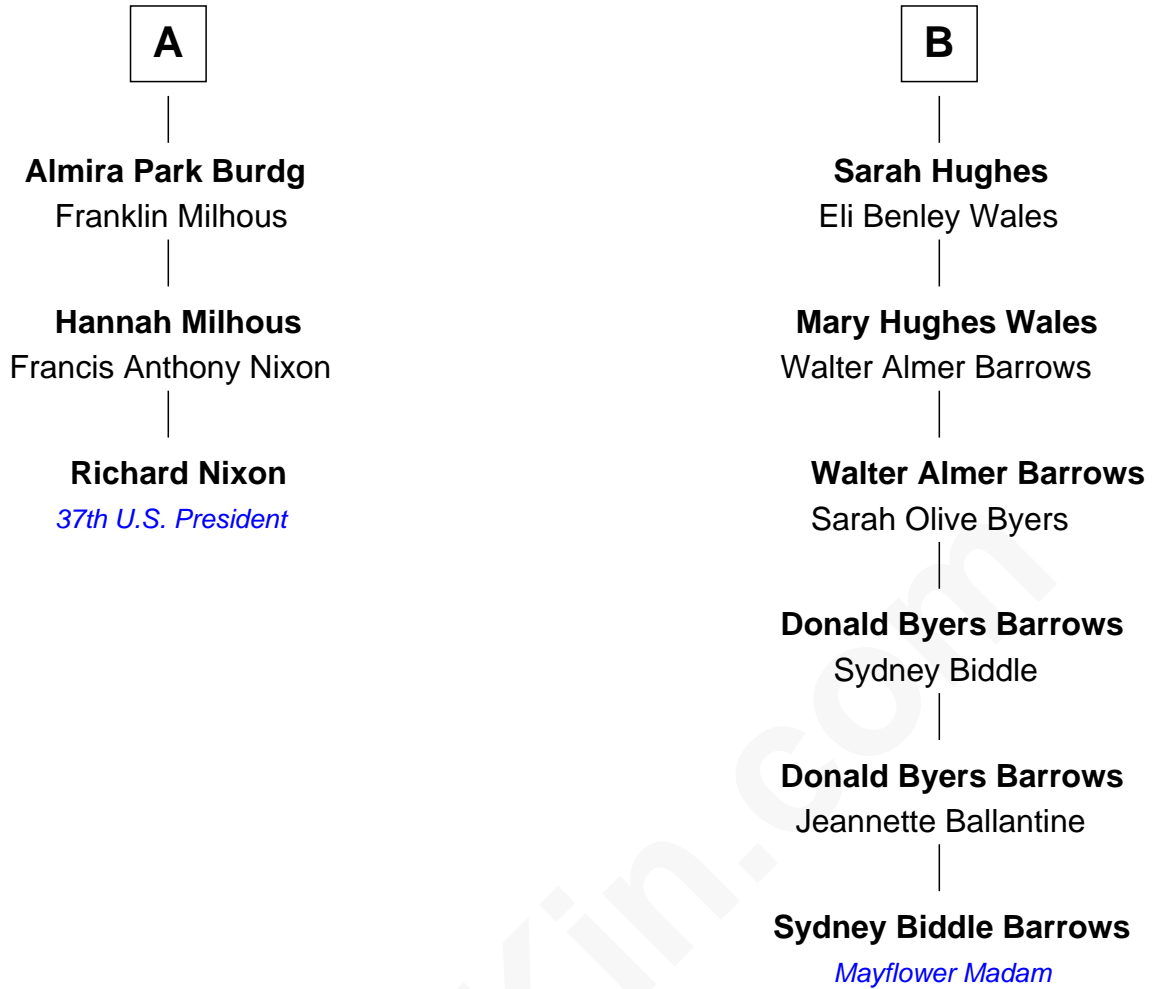 A
Almira Park Burdg
Franklin Milhous
Hannah Milhous
Francis Anthony Nixon
Richard Nixon
37th U.S. President
B
Sarah Hughes
Eli Benley Wales
Mary Hughes Wales
Walter Almer Barrows
Walter Almer Barrows
Sarah Olive Byers
Donald Byers Barrows
Sydney Biddle
Donald Byers Barrows
Jeannette Ballantine
Sydney Biddle Barrows
Mayflower Madam
Kin.com